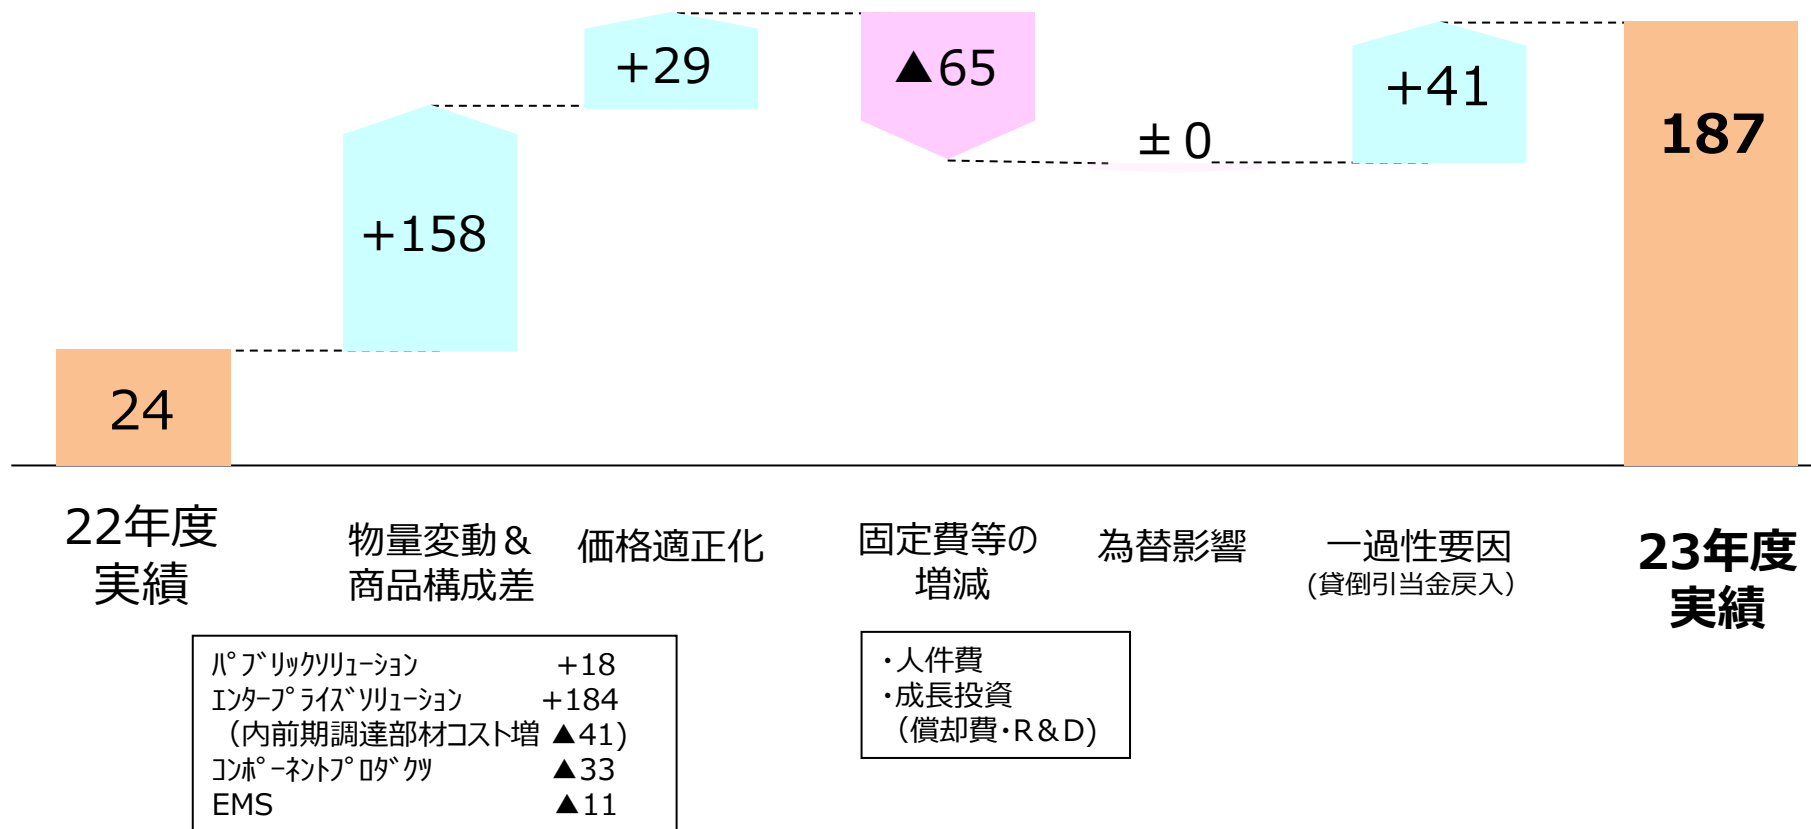 +29
▲65
+41
±0
187
+158
24
22年度
実績
物量変動&
商品構成差
価格適正化
固定費等の
増減
為替影響
一過性要因
(貸倒引当金戻入)
23年度
実績
ﾊﾟﾌﾞﾘｯｸｿﾘｭｰｼｮﾝ +18
ｴﾝﾀｰﾌﾟﾗｲｽﾞｿﾘｭｰｼｮﾝ +184
(内前期調達部材コスト増 ▲41)
ｺﾝﾎﾟｰﾈﾝﾄﾌﾟﾛﾀﾞｸﾂ ▲33
EMS ▲11
・人件費
・成長投資
(償却費・R&D)